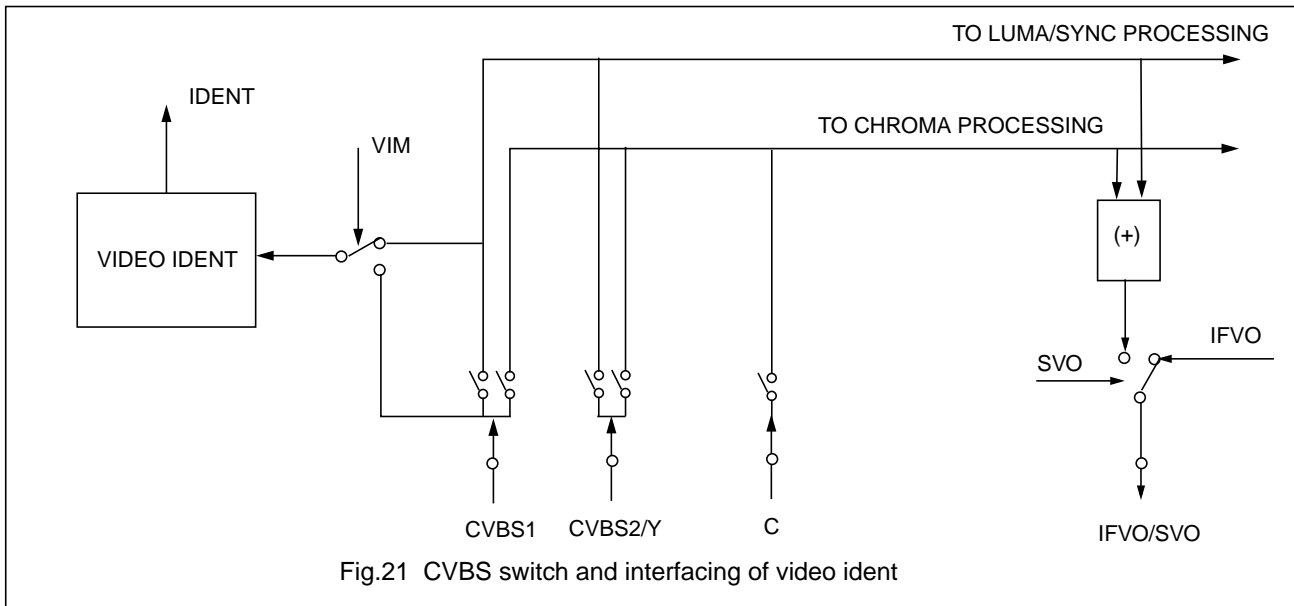 TO LUMA/SYNC PROCESSING
IDENT
TO CHROMA PROCESSING
VIM
VIDEO IDENT
(+)
IFVO
SVO
CVBS1
CVBS2/Y
C
IFVO/SVO
Fig.21 CVBS switch and interfacing of video ident